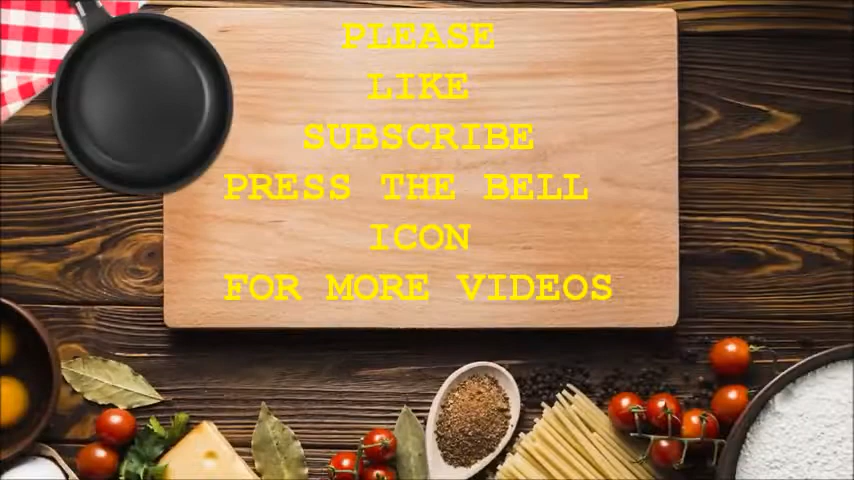 PLEASE
LIKE
SUBSCRIBE
PRESS THE BELL
ICON
FOR MORE VIDEOS